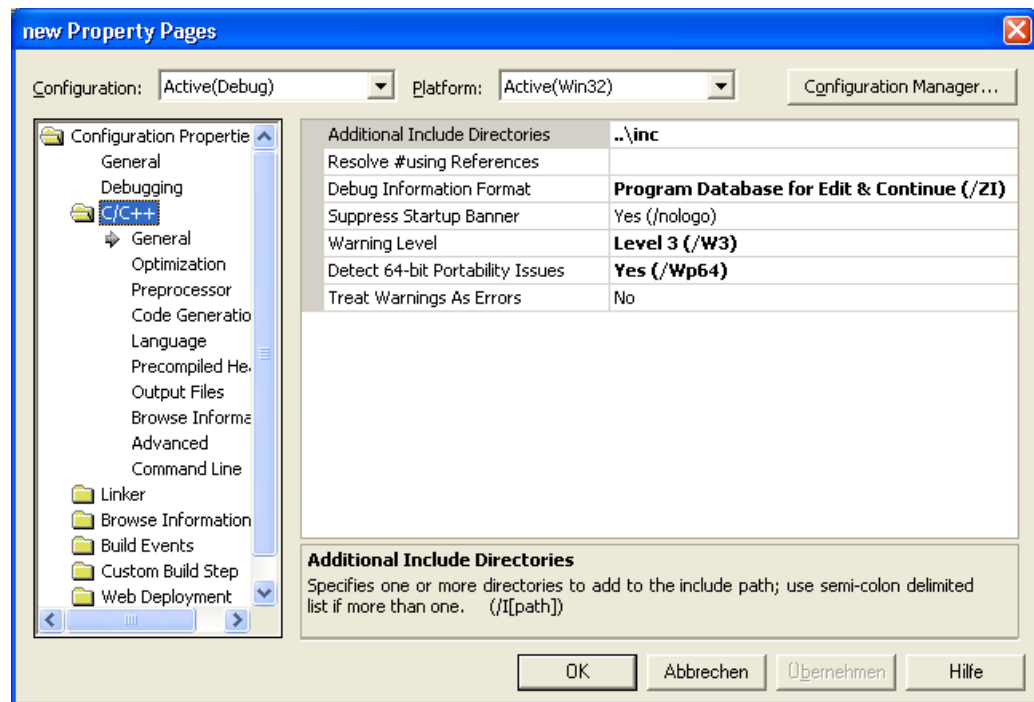 new Property Pages
Configuration: Active(Debug) Platform: Active(Win32) Configuration Manager...
Configuration Propertie
General
Debugging
C/C++
General
Optimization
Preprocessor
Code Generatio
Language
Precompiled He
Output Files
Browse Informa
Advanced
Command Line
Linker
Browse Information
Build Events
Custom Build Step
Web Deployment
Additional Include Directories ..\inc
Resolve #using References
Debug Information Format Program Database for Edit & Continue (/ZI)
Suppress Startup Banner Yes (/nologo)
Warning Level Level 3 (/W3)
Detect 64-bit Portability Issues Yes (/Wp64)
Treat Warnings As Errors No
Additional Include Directories
Specifies one or more directories to add to the include path; use semi-colon delimited
list if more than one. (/I[path])
OK Abbrechen Übernehmen Hilfe